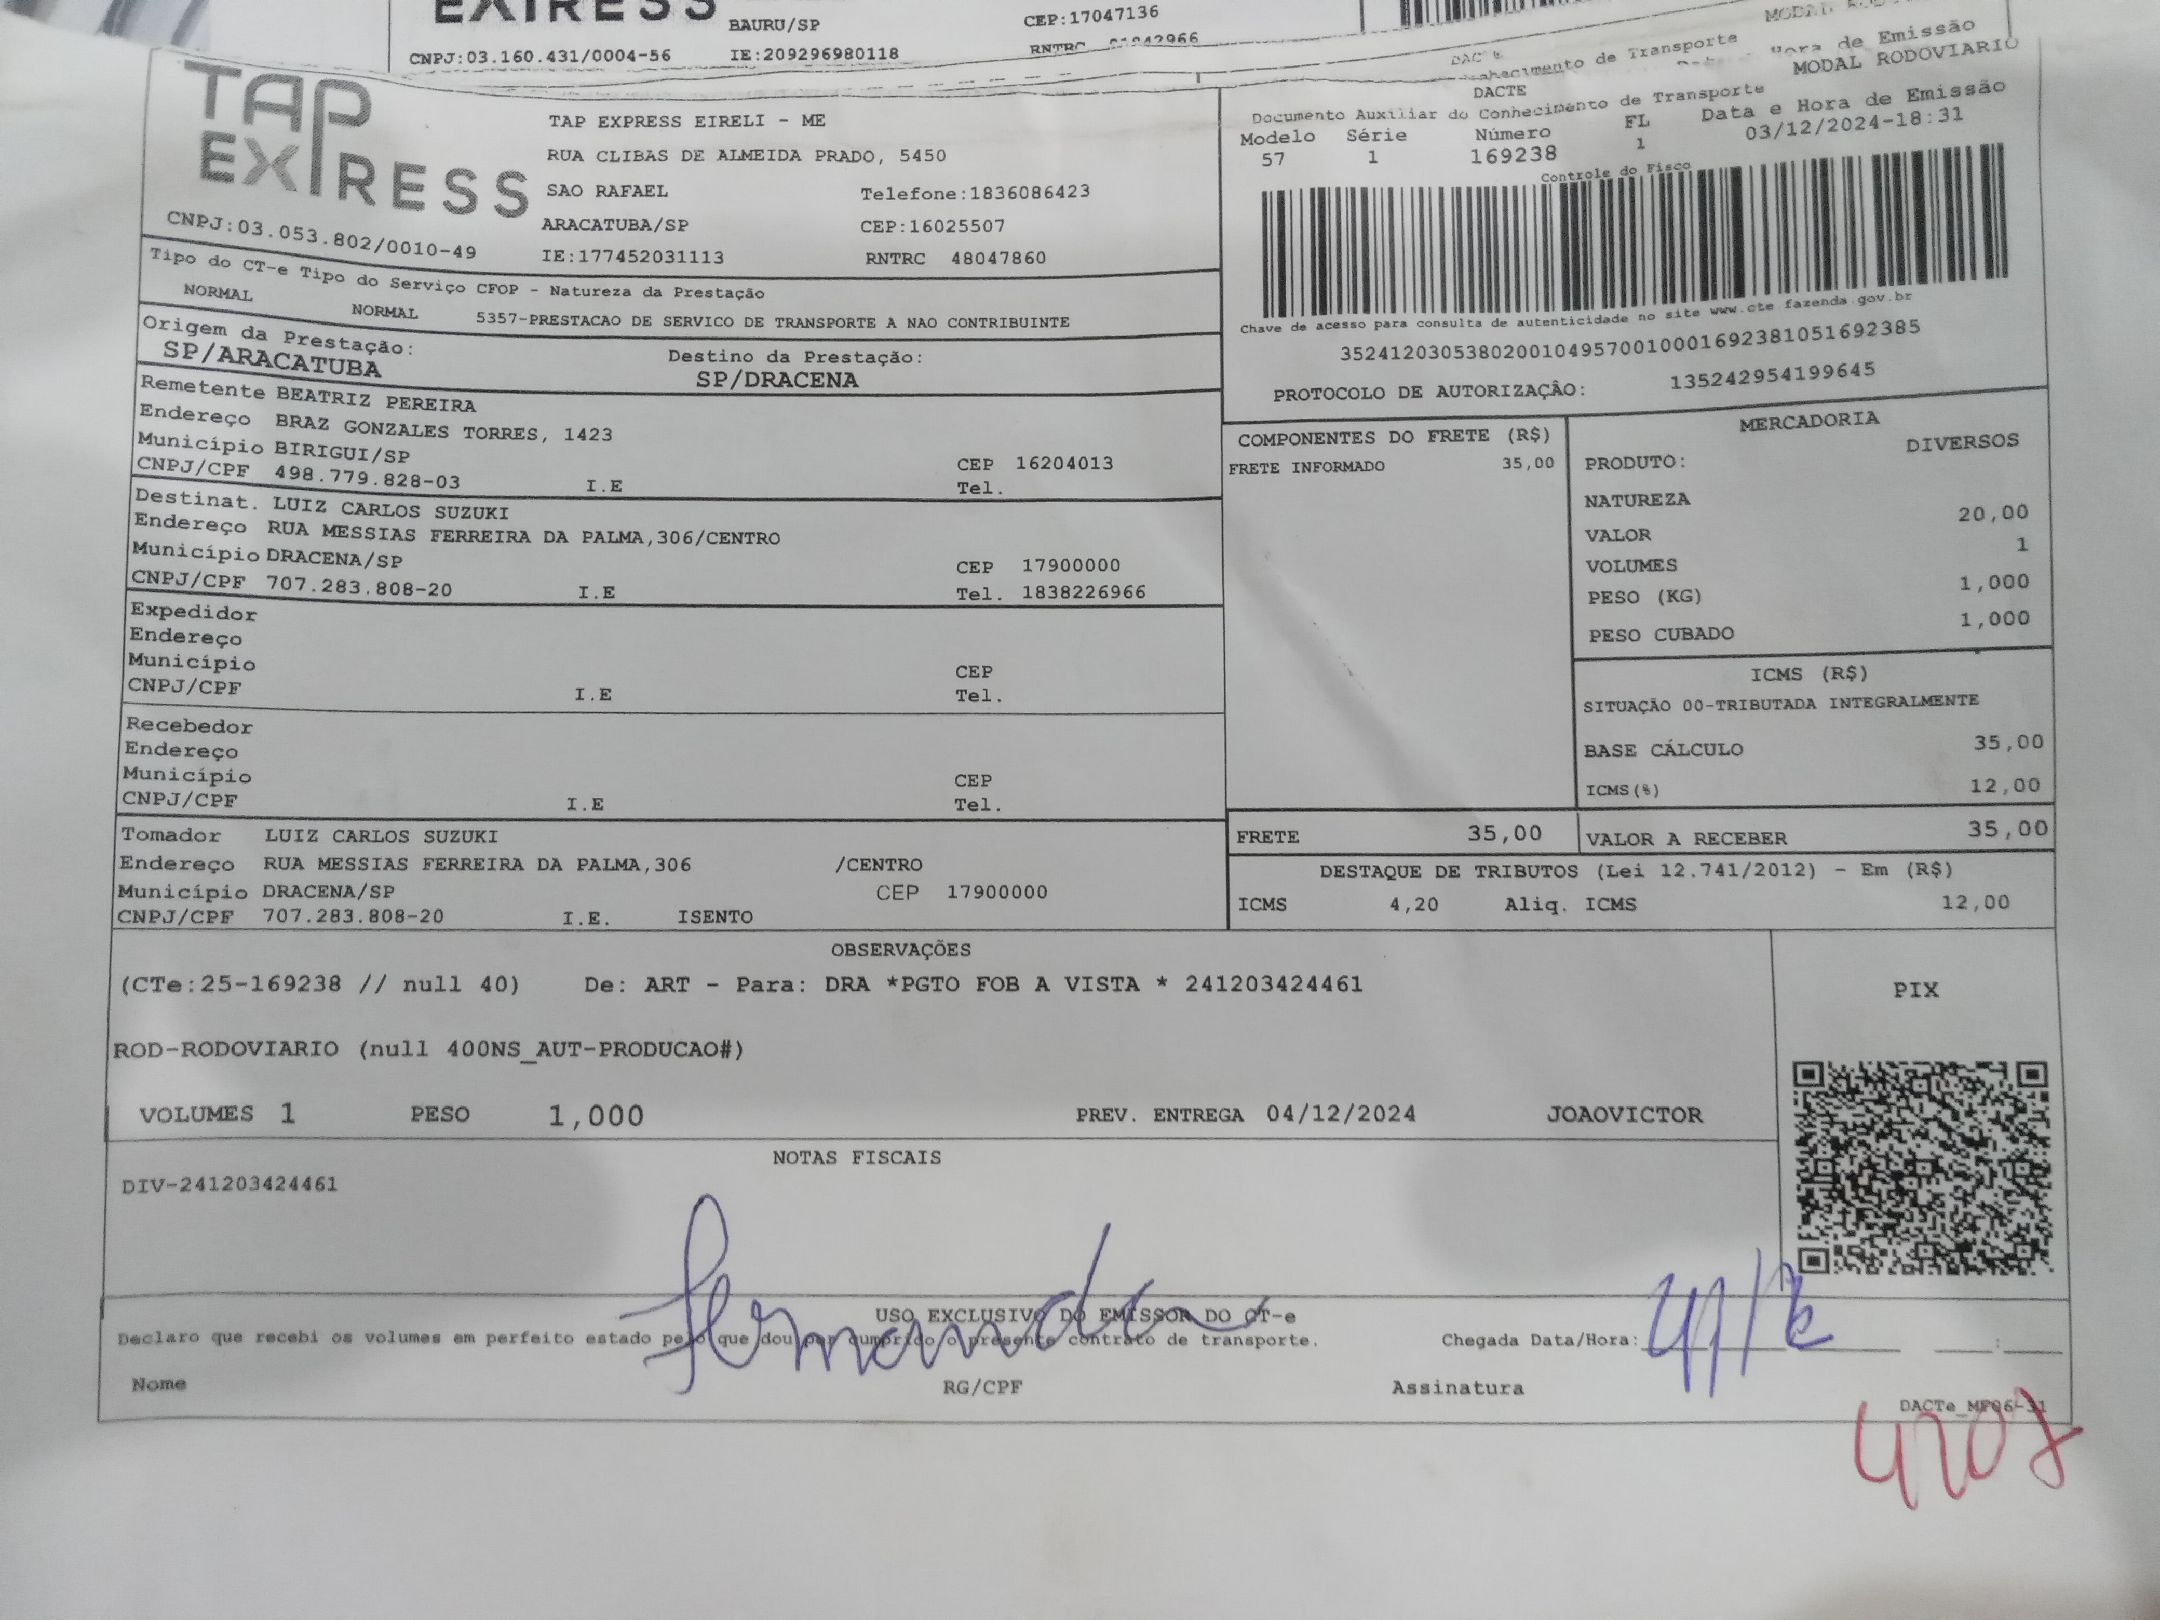 EXPRESS
BAURU/SP
CEP:17047136
CNPJ:03.160.431/0004-56 IE:209296980118
RNTRC
MODAL RODOVIARIO
TAP EXPRESS
TAP EXPRESS EIRELI - ME
RUA CLIBAS DE ALMEIDA PRADO, 5450
SAO RAFAEL Telefone:1836086423
ARACATUBA/SP CEP:16025507
CNPJ:03.053.802/0010-49 IE:177452031113 RNTRC 48047860
DACTE
Documento Auxiliar do Conhecimento de Transporte
Modelo Série Número FL Data e Hora de Emissão
57 1 169238 1 03/12/2024-18:31
Controle do Fisco
Chave de acesso para consulta de autenticidade no site www.cte.fazenda.gov.br
35241203053802001049570010001692381051692385
PROTOCOLO DE AUTORIZAÇÃO: 135242954199645
Tipo do CT-e Tipo do Serviço CFOP - Natureza da Prestação
NORMAL NORMAL 5357-PRESTACAO DE SERVICO DE TRANSPORTE A NAO CONTRIBUINTE
Origem da Prestação: Destino da Prestação:
SP/ARACATUBA SP/DRACENA
Remetente BEATRIZ PEREIRA
Endereço BRAZ GONZALES TORRES, 1423
Município BIRIGUI/SP CEP 16204013
CNPJ/CPF 498.779.828-03 I.E Tel.
Destinat. LUIZ CARLOS SUZUKI
Endereço RUA MESSIAS FERREIRA DA PALMA,306/CENTRO
Município DRACENA/SP CEP 17900000
CNPJ/CPF 707.283.808-20 I.E Tel. 1838226966
Expedidor
Endereço
Município CEP
CNPJ/CPF I.E Tel.
Recebedor
Endereço
Município CEP
CNPJ/CPF I.E Tel.
Tomador LUIZ CARLOS SUZUKI
Endereço RUA MESSIAS FERREIRA DA PALMA,306 /CENTRO
Município DRACENA/SP CEP 17900000
CNPJ/CPF 707.283.808-20 I.E. ISENTO
COMPONENTES DO FRETE (R$)
FRETE INFORMADO 35,00
MERCADORIA
PRODUTO: DIVERSOS
NATUREZA
VALOR 20,00
VOLUMES 1
PESO (KG) 1,000
PESO CUBADO 1,000
ICMS (R$)
SITUAÇÃO 00-TRIBUTADA INTEGRALMENTE
BASE CÁLCULO 35,00
ICMS(%) 12,00
FRETE 35,00 VALOR A RECEBER 35,00
DESTAQUE DE TRIBUTOS (Lei 12.741/2012) - Em (R$)
ICMS 4,20 Aliq. ICMS 12,00
OBSERVAÇÕES
(CTe:25-169238 // null 40) De: ART - Para: DRA *PGTO FOB A VISTA * 241203424461
ROD-RODOVIARIO (null 400NS_AUT-PRODUCAO#)
VOLUMES 1 PESO 1,000 PREV. ENTREGA 04/12/2024 JOAOVICTOR
PIX
NOTAS FISCAIS
DIV-241203424461
Fernanda
USO EXCLUSIVO DO EMISSOR DO CT-e
Declaro que recebi os volumes em perfeito estado pelo que dou por cumprido o presente contrato de transporte. Chegada Data/Hora:
Nome RG/CPF Assinatura